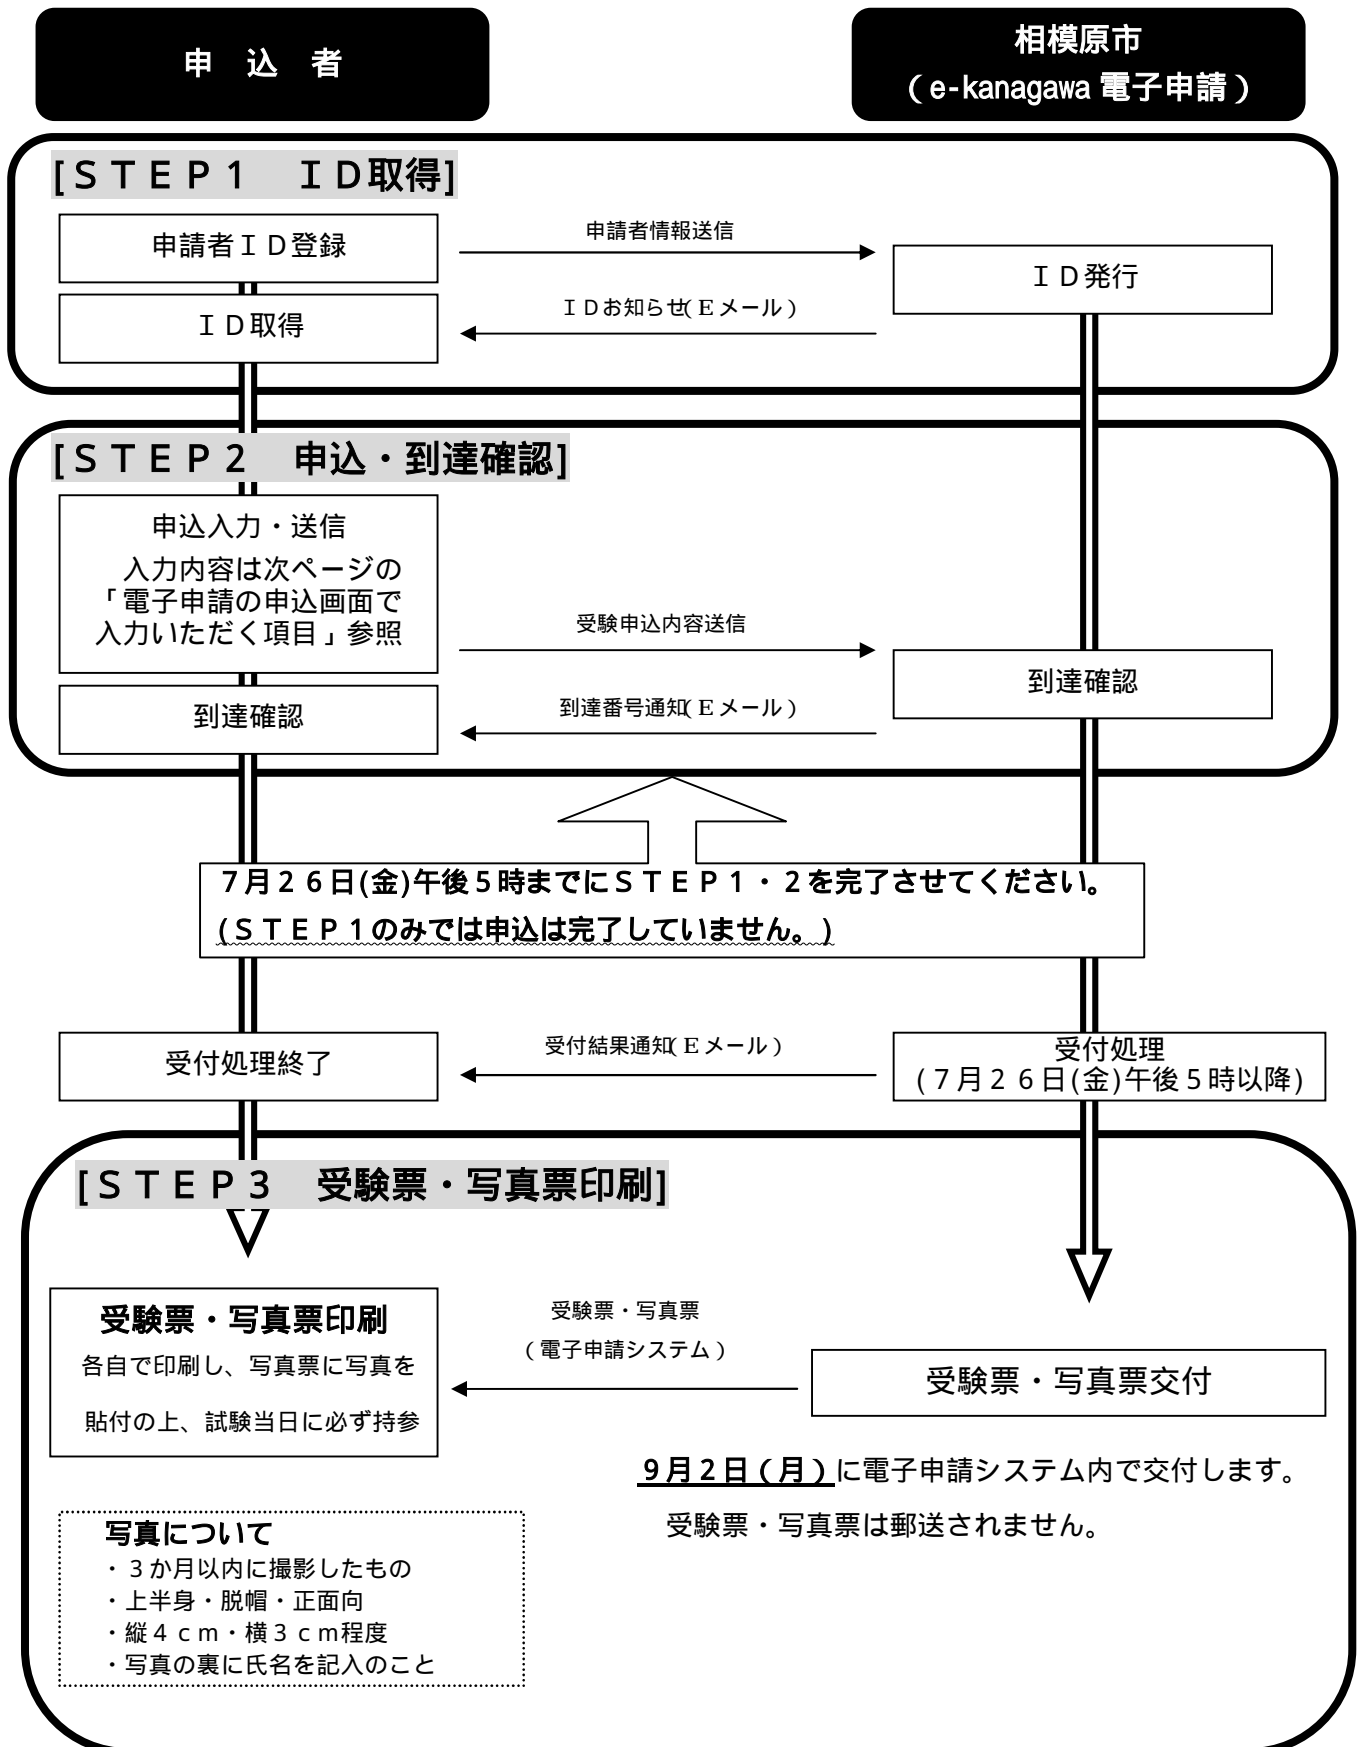 申　込　者
相模原市
（e-kanagawa 電子申請）
[ＳＴＥＰ１　ＩＤ取得]
申請者ＩＤ登録
申請者情報送信
ＩＤ発行
ＩＤお知らせ(Ｅメール）
ＩＤ取得
[ＳＴＥＰ２　申込・到達確認]
申込入力・送信
入力内容は次ページの
「電子申請の申込画面で
入力いただく項目」参照
受験申込内容送信
到達確認
到達番号通知(Ｅメール）
到達確認
７月２６日(金)午後５時までにＳＴＥＰ１・２を完了させてください。
(ＳＴＥＰ１のみでは申込は完了していません。)
受付処理終了
受付結果通知(Ｅメール）
受付処理
(７月２６日(金)午後５時以降)
[ＳＴＥＰ３　受験票・写真票印刷]
受験票・写真票印刷
各自で印刷し、写真票に写真を
貼付の上、試験当日に必ず持参
受験票・写真票
（電子申請システム）
受験票・写真票交付
９月２日（月）に電子申請システム内で交付します。
受験票・写真票は郵送されません。
写真について
・３か月以内に撮影したもの
・上半身・脱帽・正面向
・縦４ｃｍ・横３ｃｍ程度
・写真の裏に氏名を記入のこと